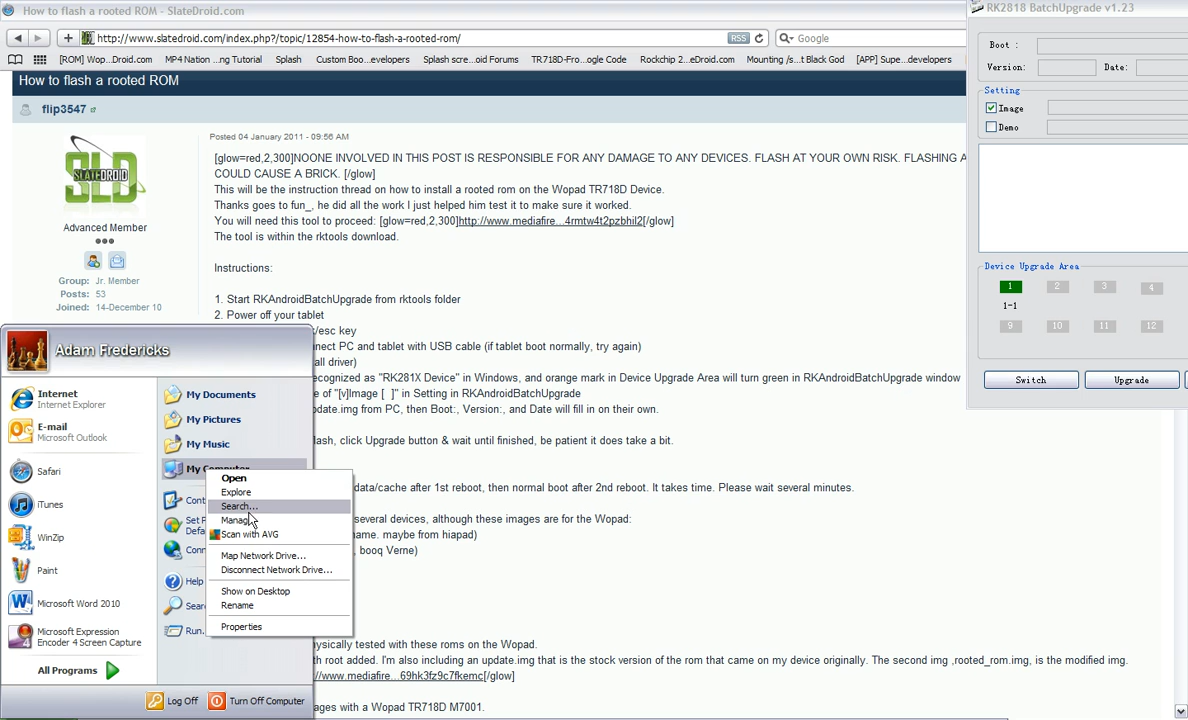 How to flash a rooted ROM - SlateDroid.com
http://www.slatedroid.com/index.php?/topic/12854-how-to-flash-a-rooted-rom/
RSS
Google
[ROM] Wop...Droid.com
MP4 Nation ...ng Tutorial
Splash
Custom Boo...evelopers
Splash scre...oid Forums
TR718D-Fro...ogle Code
Rockchip 2...eDroid.com
Mounting /s...t Black God
[APP] Supe...developers
How to flash a rooted ROM
flip3547
SLD
SLATEDROID
Advanced Member
Group: Jr. Member
Posts: 53
Joined: 14-December 10
Posted 04 January 2011 - 09:56 AM
[glow=red,2,300]NOONE INVOLVED IN THIS POST IS RESPONSIBLE FOR ANY DAMAGE TO ANY DEVICES. FLASH AT YOUR OWN RISK. FLASHING A
COULD CAUSE A BRICK. [/glow]
This will be the instruction thread on how to install a rooted rom on the Wopad TR718D Device.
Thanks goes to fun_, he did all the work I just helped him test it to make sure it worked.
You will need this tool to proceed: [glow=red,2,300]http://www.mediafire...4rmtw4t2pzbhil2[/glow]
The tool is within the rktools download.
Instructions:
1. Start RKAndroidBatchUpgrade from rktools folder
2. Power off your tablet
k/esc key
nect PC and tablet with USB cable (if tablet boot normally, try again)
all driver)
ecognized as "RK281X Device" in Windows, and orange mark in Device Upgrade Area will turn green in RKAndroidBatchUpgrade window
e of "[v]Image [ ]" in Setting in RKAndroidBatchUpgrade
pdate.img from PC, then Boot:, Version:, and Date will fill in on their own.
lash, click Upgrade button & wait until finished, be patient it does take a bit.
data/cache after 1st reboot, then normal boot after 2nd reboot. It takes time. Please wait several minutes.
several devices, although these images are for the Wopad:
name. maybe from hiapad)
, booq Verne)
ysically tested with these roms on the Wopad.
th root added. I'm also including an update.img that is the stock version of the rom that came on my device originally. The second img ,rooted_rom.img, is the modified img.
//www.mediafire...69hk3fz9c7fkemc[/glow]
ages with a Wopad TR718D M7001.
RK2818 BatchUpgrade v1.23
Boot :
Version:
Date:
Setting
Image
Demo
Device Upgrade Area
1 2 3 4
1-1
9 10 11 12
Switch
Upgrade
Adam Fredericks
Internet
Internet Explorer
E-mail
Microsoft Outlook
Safari
iTunes
WinZip
Paint
Microsoft Word 2010
Microsoft Expression
Encoder 4 Screen Capture
All Programs
My Documents
My Pictures
My Music
My Computer
Cont
Set P
Defa
Conn
Help
Sear
Run.
Log Off
Turn Off Computer
Open
Explore
Search...
Manag
Scan with AVG
Map Network Drive...
Disconnect Network Drive...
Show on Desktop
Rename
Properties